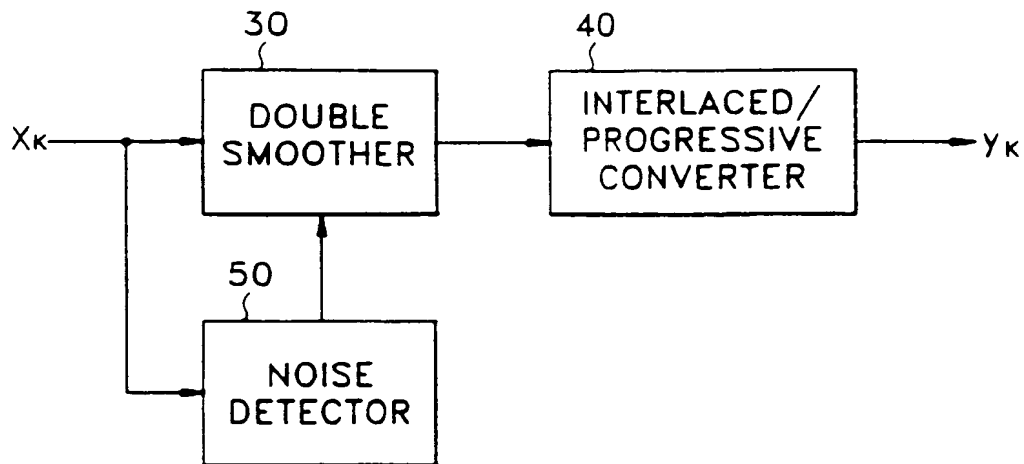 30
40
DOUBLE
SMOOTHER
INTERLACED/
PROGRESSIVE
CONVERTER
XK
yK
50
NOISE
DETECTOR